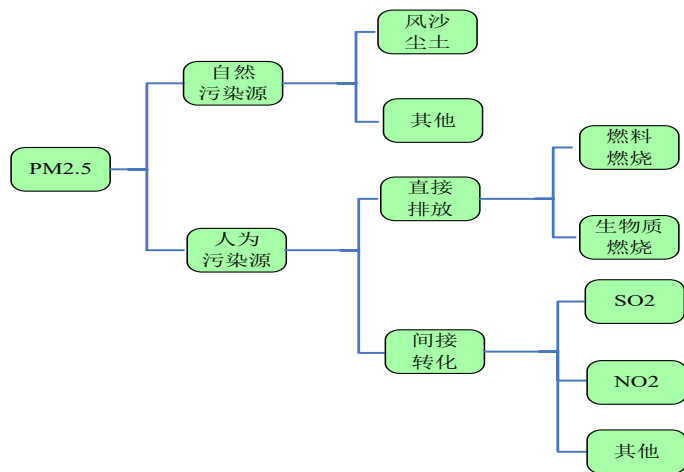 风沙
尘土
自然
污染源
其他
PM2.5
燃料
燃烧
直接
排放
人为
污染源
生物质
燃烧
SO2
间接
转化
NO2
其他